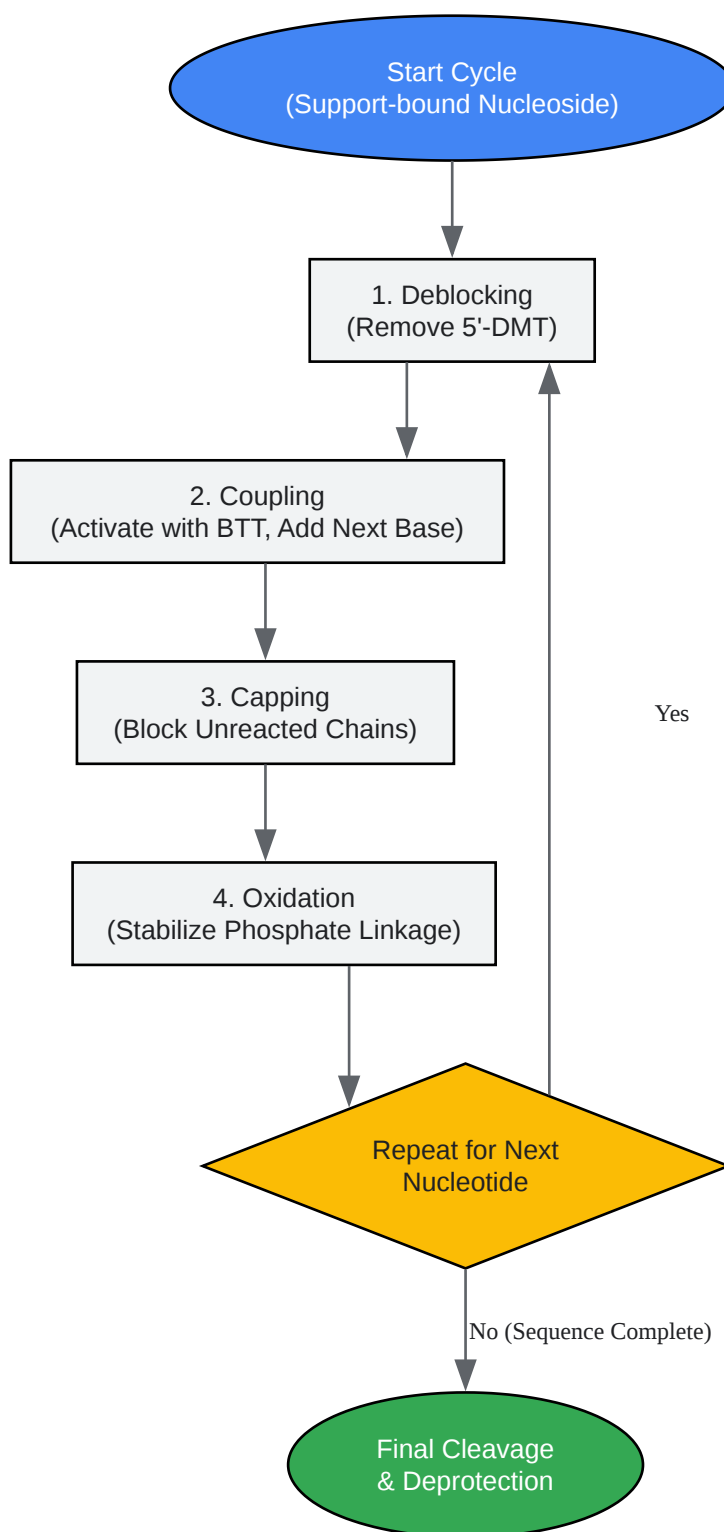 Start Cycle
(Support-bound Nucleoside)
1. Deblocking
(Remove 5'-DMT)
2. Coupling
(Activate with BTT, Add Next Base)
3. Capping
(Block Unreacted Chains)
Yes
4. Oxidation
(Stabilize Phosphate Linkage)
Repeat for Next
Nucleotide
No (Sequence Complete)
Final Cleavage
& Deprotection